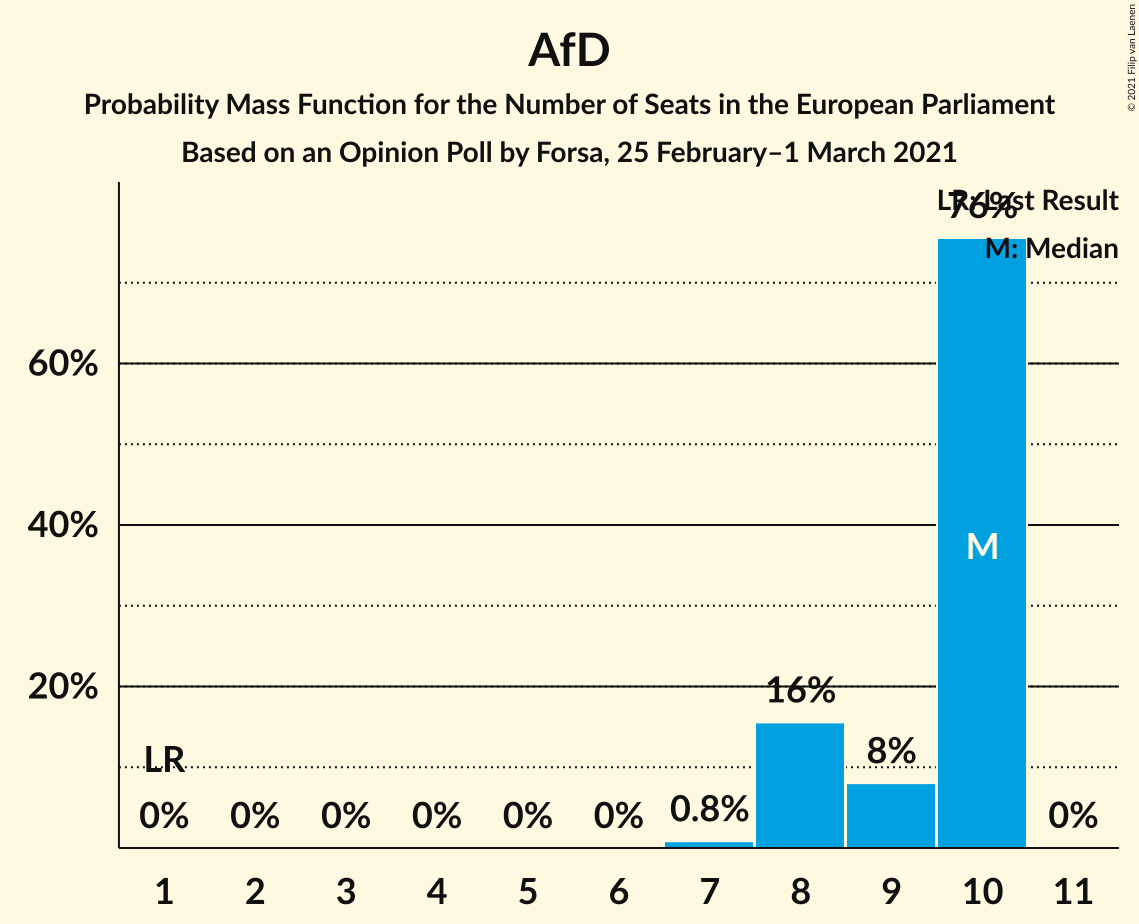 AfD
Probability Mass Function for the Number of Seats in the European Parliament
Based on an Opinion Poll by Forsa, 25 February–1 March 2021
© 2021 Filip van Laenen
LR: Last Result
M: Median
76%
60%
40%
20%
M
16%
8%
LR
0% 0% 0% 0% 0% 0% 0.8% 0%
1 2 3 4 5 6 7 8 9 10 11